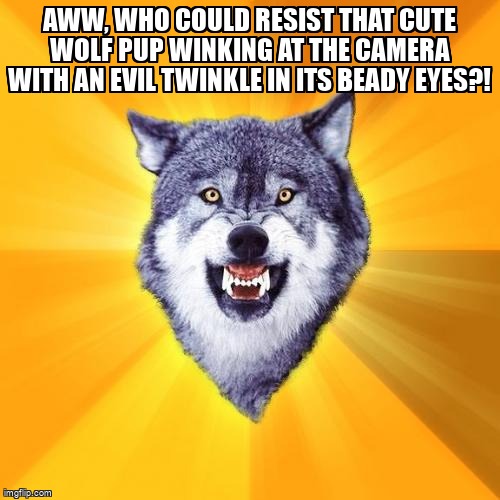 AWW, WHO COULD RESIST THAT CUTE
WOLF PUP WINKING AT THE CAMERA
WITH AN EVIL TWINKLE IN ITS BEADY EYES?!
imgflip.com